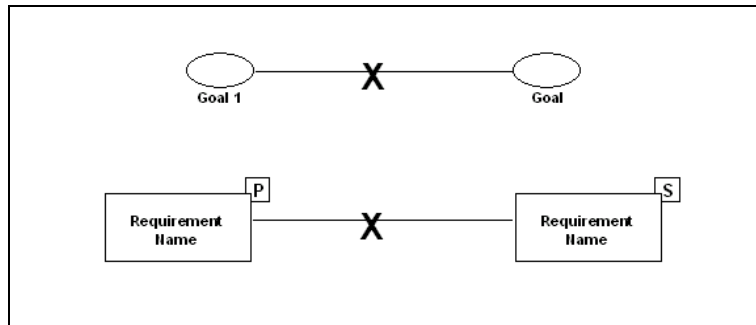 X
Goal 1 Goal
P S
Requirement Requirement
Name Name
X